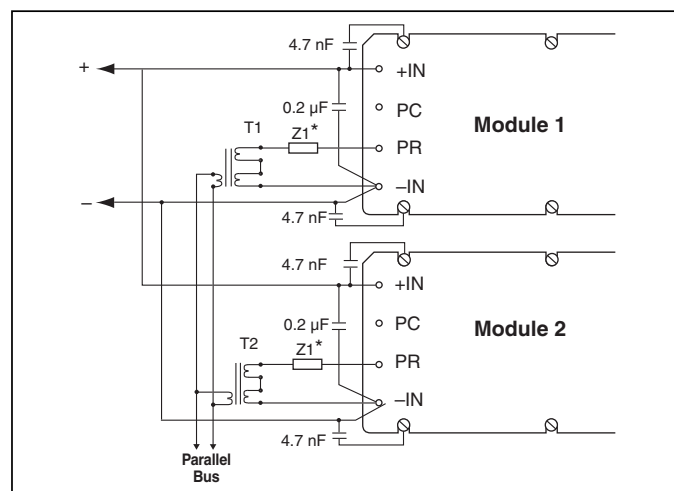 4.7 nF
+
+IN
0.2 µF
PC
Module 1
T1
Z1*
PR
–IN
–
4.7 nF
4.7 nF
+IN
0.2 µF
PC
Module 2
T2
Z1*
PR
–IN
4.7 nF
Parallel
Bus